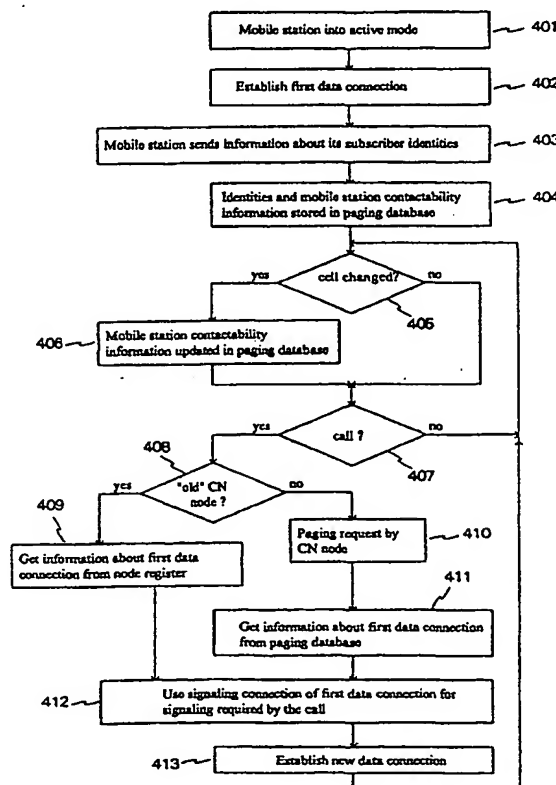 Mobile station into active mode
401
Establish first data connection
402
Mobile station sends information about its subscriber identities
403
Identities and mobile station contactability
information stored in paging database
404
yes
cell changed?
no
405
406
Mobile station contactability
information updated in paging database
yes
call ?
no
407
408
yes
"old" CN
node ?
no
409
Get information about first data
connection from node register
Paging request by
CN node
410
411
Get information about first data connection
from paging database
412
Use signaling connection of first data connection for
signaling required by the call
413
Establish new data connection